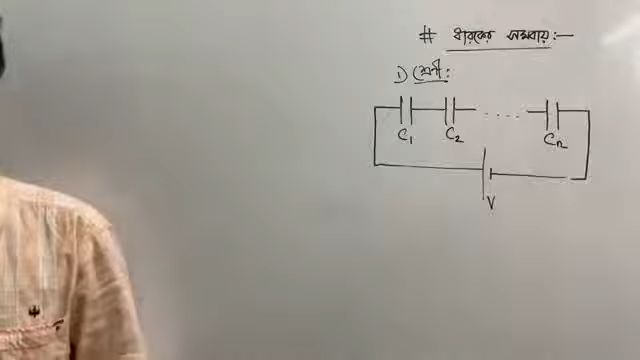 # ধারকের সমবায় :—
1) শ্রেণী :
C₁ C₂ .... Cₙ
V